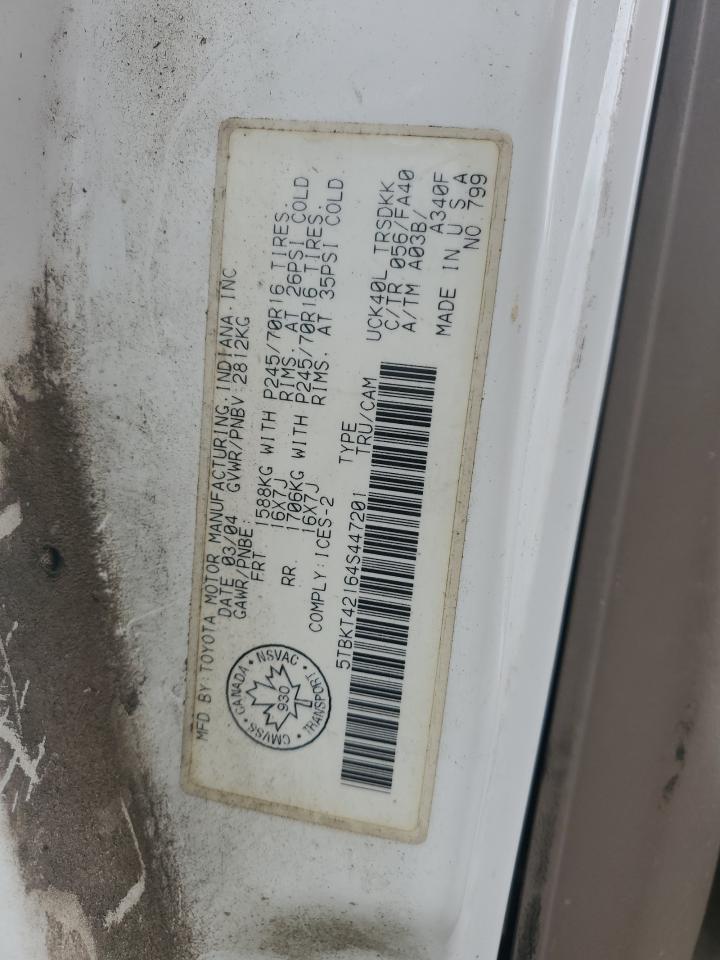 MFD BY: TOYOTA MOTOR MANUFACTURING, INDIANA, INC
DATE 03/04 GVWR/PNBV:2812KG
GAWR/PNBE:
FRT. 1588KG WITH P245/70R16 TIRES.
16X7J RIMS. AT 26PSI COLD
RR. 1706KG WITH P245/70R16 TIRES.
16X7J RIMS. AT 35PSI COLD.
COMPLY:ICES-2
5TBKT42164S447201 TYPE
TRU/CAM
UCK40L TRSDKK
C/TR 056/FA40
A/TM A03B/
A340F
MADE IN U S A
NO 799
CANADA • NSVAC • TRANSPORT • CMVSS •
930